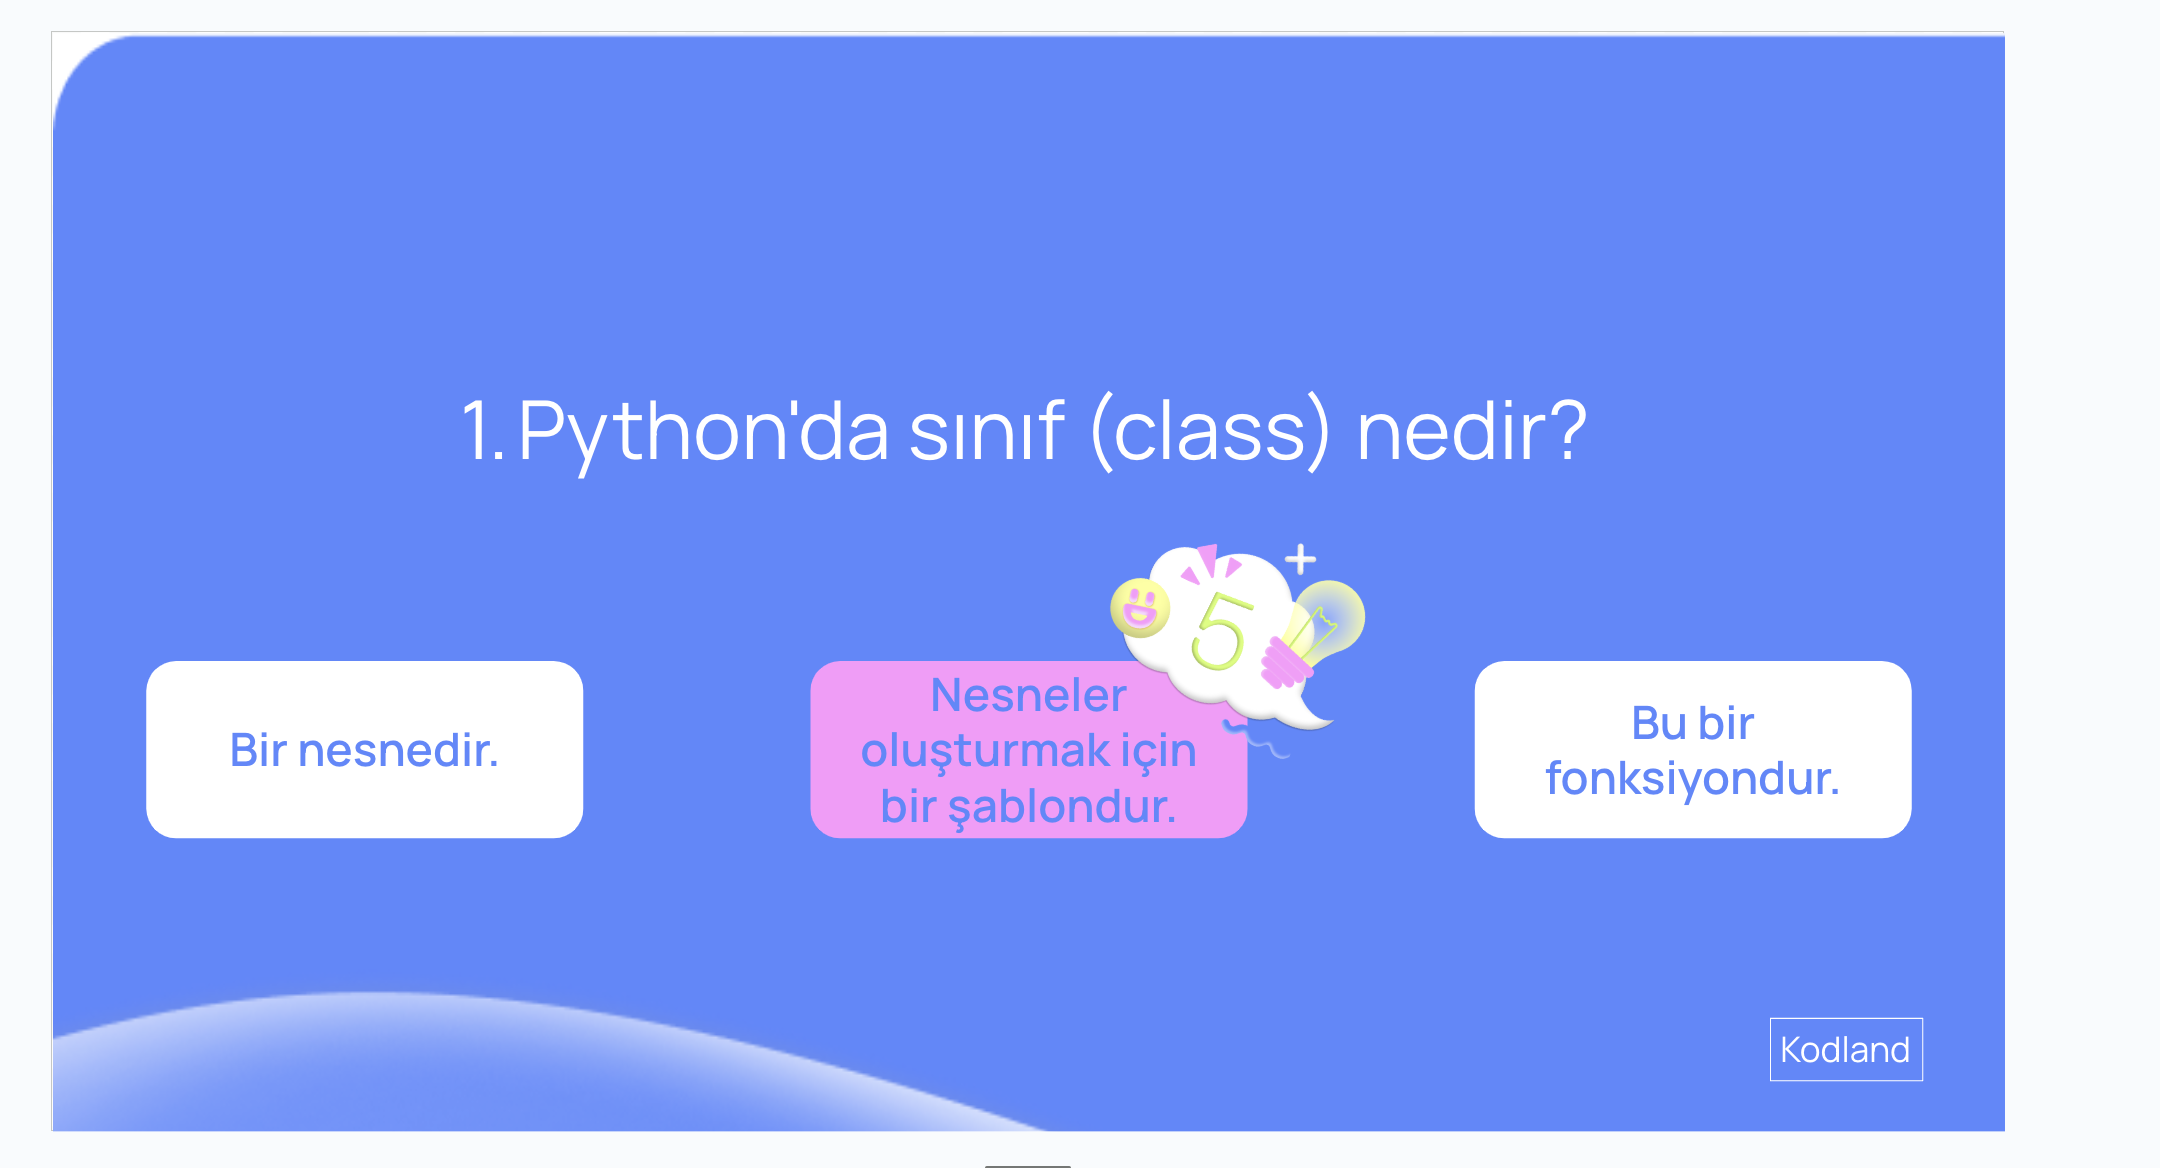 1. Python'da sınıf (class) nedir?
5
Bir nesnedir.
Nesneler
oluşturmak için
bir şablondur.
Bu bir
fonksiyondur.
Kodland